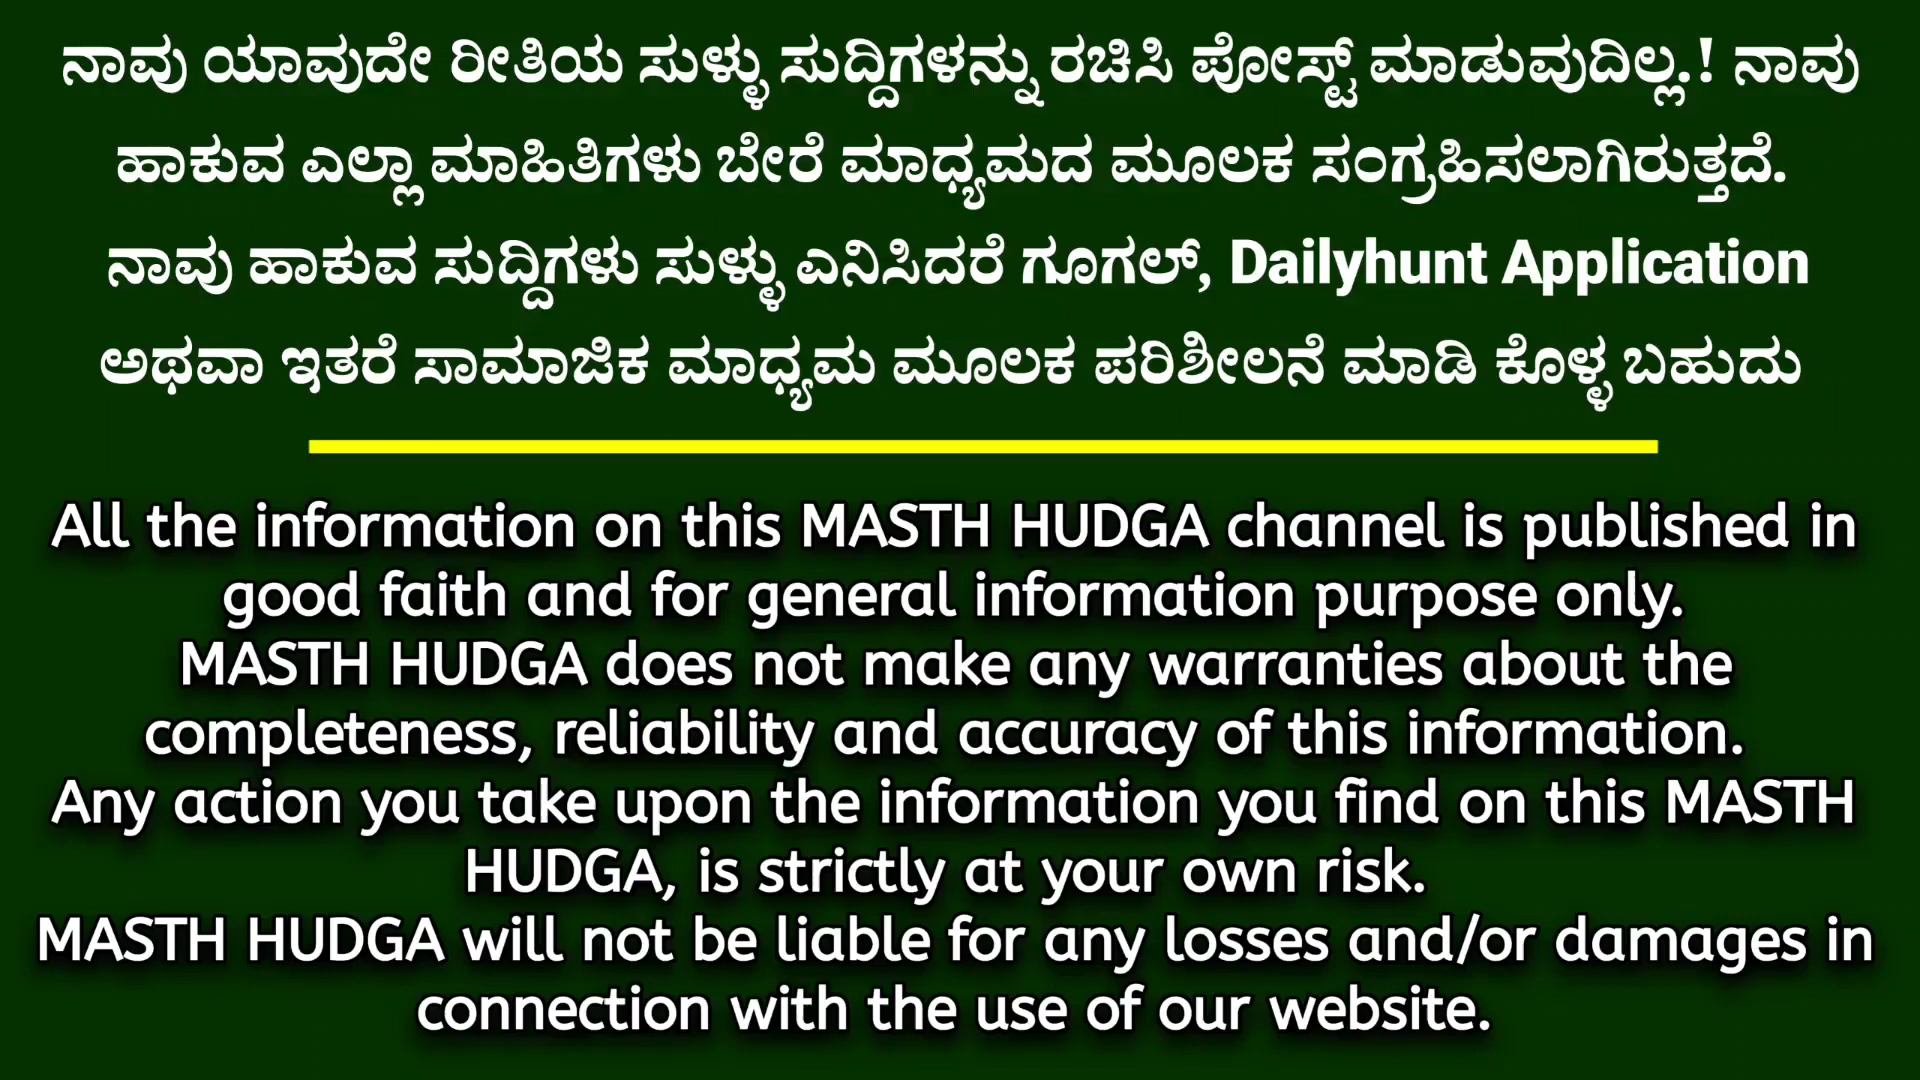 ನಾವು ಯಾವುದೇ ರೀತಿಯ ಸುಳ್ಳು ಸುದ್ದಿಗಳನ್ನು ರಚಿಸಿ ಪೋಸ್ಟ್ ಮಾಡುವುದಿಲ್ಲ.! ನಾವು
ಹಾಕುವ ಎಲ್ಲಾ ಮಾಹಿತಿಗಳು ಬೇರೆ ಮಾಧ್ಯಮದ ಮೂಲಕ ಸಂಗ್ರಹಿಸಲಾಗಿರುತ್ತದೆ.
ನಾವು ಹಾಕುವ ಸುದ್ದಿಗಳು ಸುಳ್ಳು ಎನಿಸಿದರೆ ಗೂಗಲ್, Dailyhunt Application
ಅಥವಾ ಇತರೆ ಸಾಮಾಜಿಕ ಮಾಧ್ಯಮ ಮೂಲಕ ಪರಿಶೀಲನೆ ಮಾಡಿ ಕೊಳ್ಳ ಬಹುದು
All the information on this MASTH HUDGA channel is published in
good faith and for general information purpose only.
MASTH HUDGA does not make any warranties about the
completeness, reliability and accuracy of this information.
Any action you take upon the information you find on this MASTH
HUDGA, is strictly at your own risk.
MASTH HUDGA will not be liable for any losses and/or damages in
connection with the use of our website.